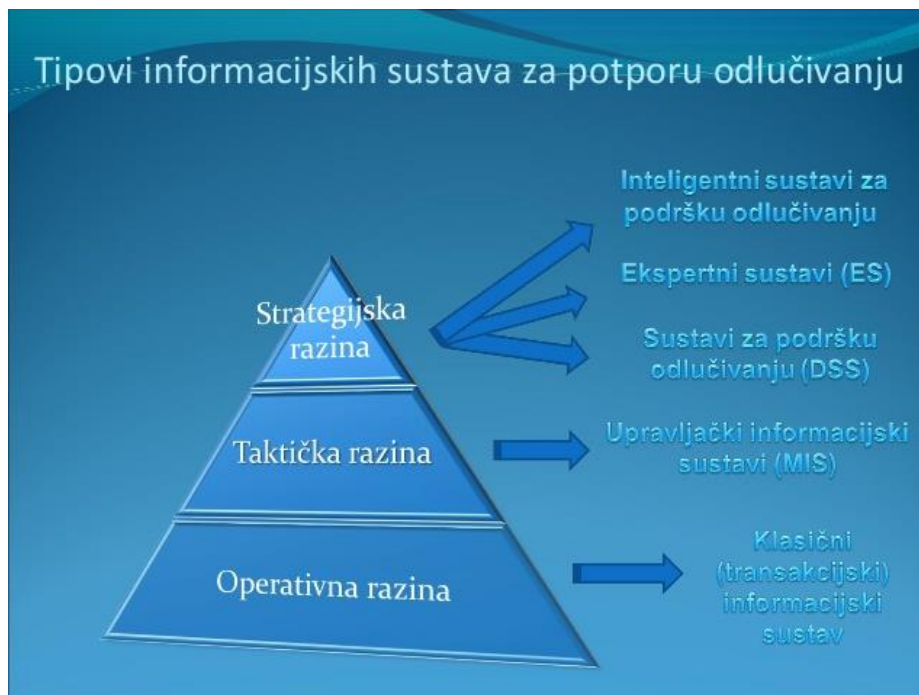 Tipovi informacijskih sustava za potporu odlučivanju
Inteligentni sustavi za
podršku odlučivanju
Ekspertni sustavi (ES)
Strategijska
razina
Sustavi za podršku
odlučivanju (DSS)
Taktička razina
Upravljački informacijski
sustavi (MIS)
Operativna razina
Klasični
(transakcijski)
informacijski
sustav